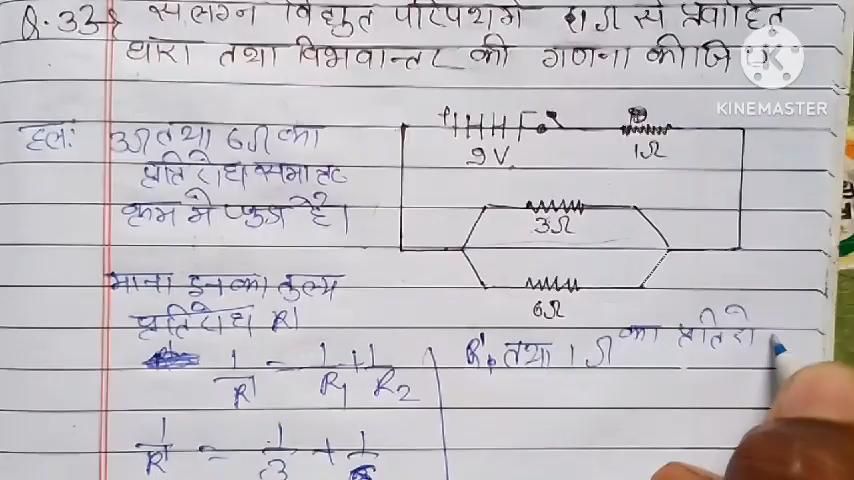 Q.33 संलग्न विद्युत परिपथ में 3Ω से प्रवाहित
धारा तथा विभवान्तर की गणना कीजि
KINEMASTER
हल: 3Ω तथा 6Ω का
प्रतिरोध समान्तर
क्रम में जुड़े है।
माना इनका तुल्य
प्रतिरोध R'
1/R' = 1/R1 + 1/R2
1/R' = 1/3 + 1/6
9V.
1Ω
3Ω
6Ω
R' तथा 1Ω का प्रतिरो